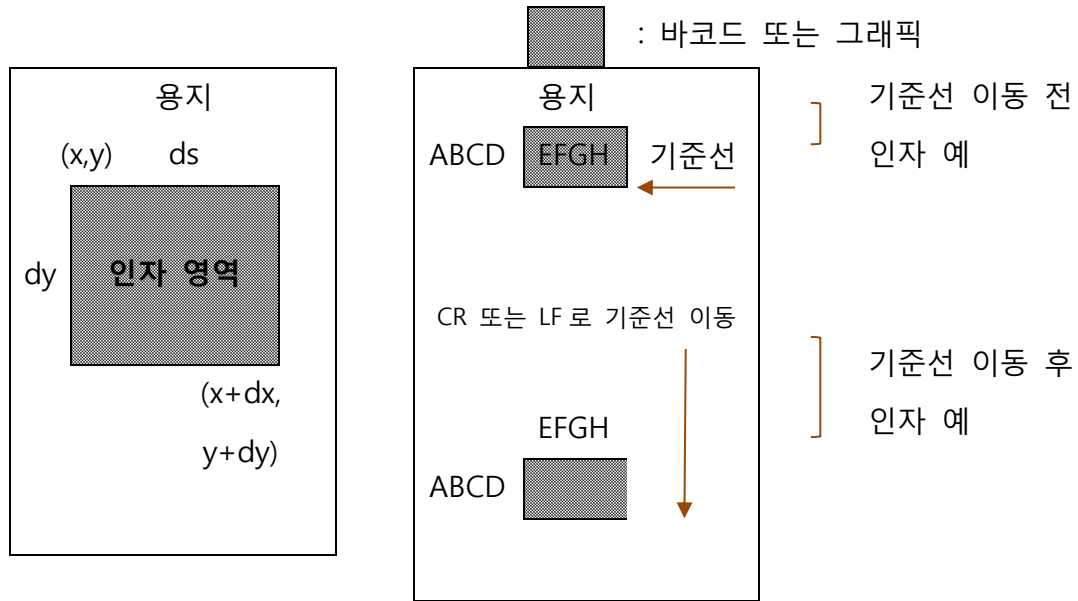 : 바코드 또는 그래픽
용지
(x,y) ds
dy
인자 영역
(x+dx,
y+dy)
용지
ABCD EFGH 기준선
CR 또는 LF로 기준선 이동
EFGH
ABCD
기준선 이동 전
인자 예
기준선 이동 후
인자 예